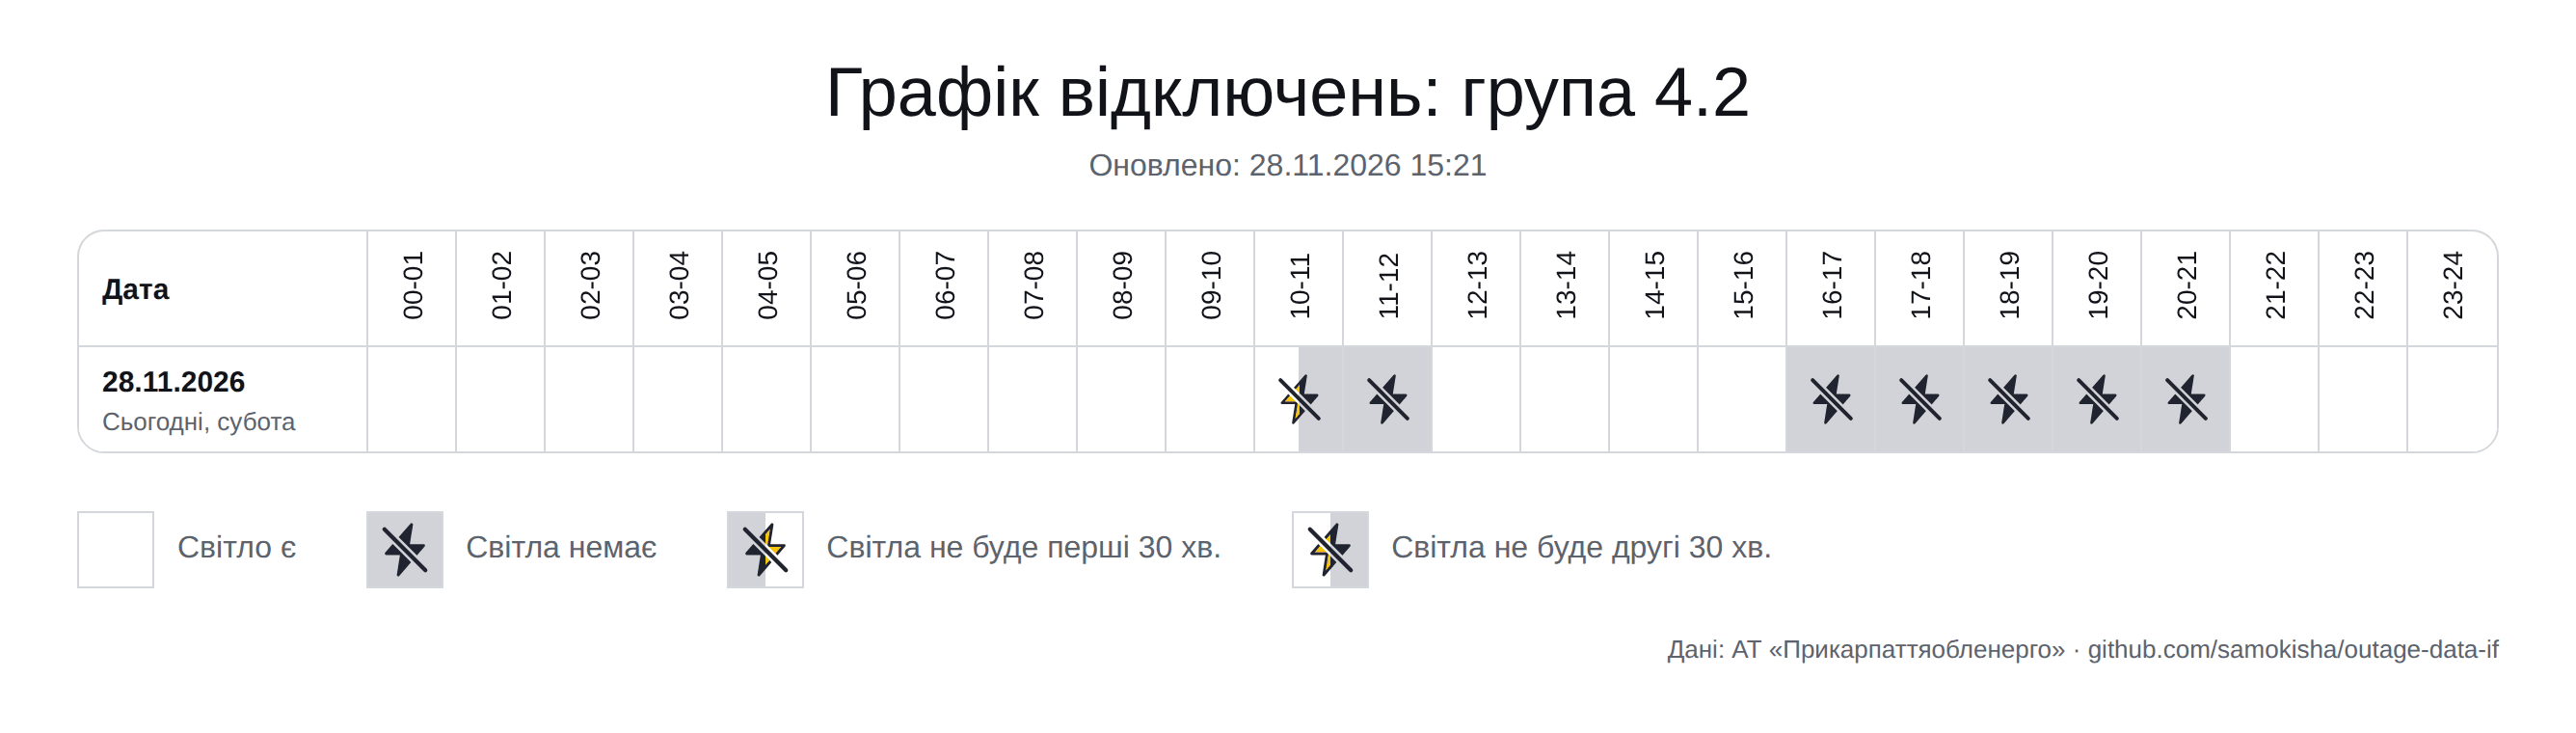 Графік відключень: група 4.2
Оновлено: 28.11.2026 15:21
Дата 00-01 01-02 02-03 03-04 04-05 05-06 06-07 07-08 08-09 09-10 10-11 11-12 12-13 13-14 14-15 15-16 16-17 17-18 18-19 19-20 20-21 21-22 22-23 23-24
28.11.2026
Сьогодні, субота
Світло є Світла немає Світла не буде перші 30 хв. Світла не буде другі 30 хв.
Дані: АТ «Прикарпаттяобленерго» · github.com/samokisha/outage-data-if